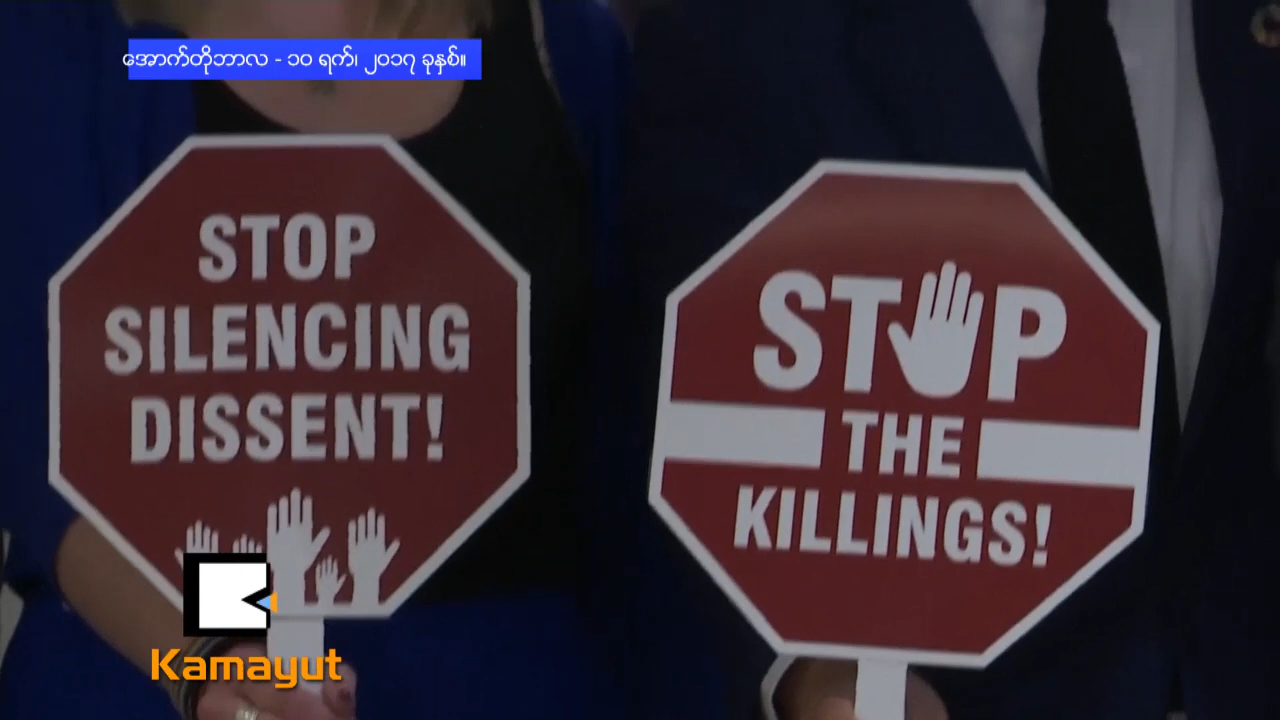 အောက်တိုဘာလ - ၁၀ ရက်၊ ၂၀၁၇ ခုနှစ်။
STOP
SILENCING
DISSENT!
STOP
THE
KILLINGS!
Kamayut